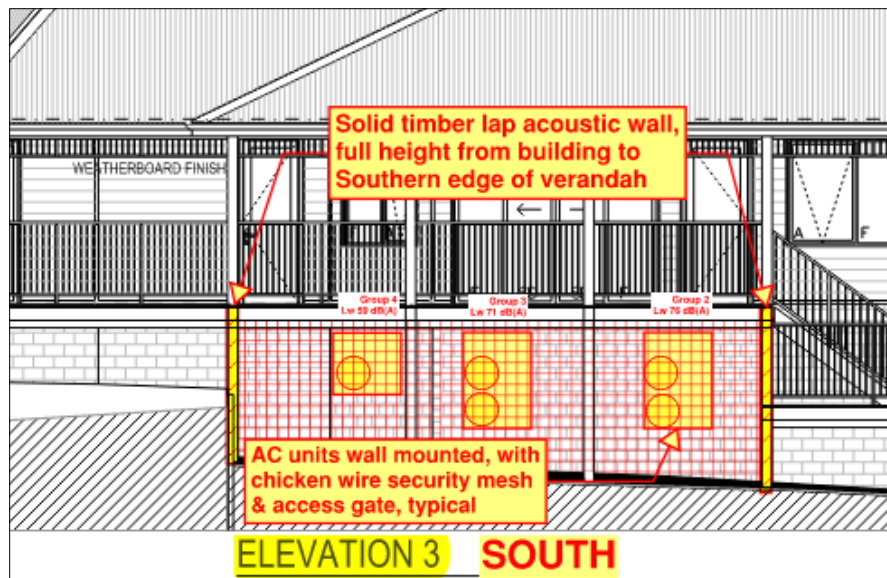 Solid timber lap acoustic wall,
full height from building to
Southern edge of verandah
WEATHERBOARD FINISH
A
F
Group 4
Lw 59 dB(A)
Group 3
Lw 71 dB(A)
Group 2
Lw 76 dB(A)
AC units wall mounted, with
chicken wire security mesh
& access gate, typical
ELEVATION 3 SOUTH